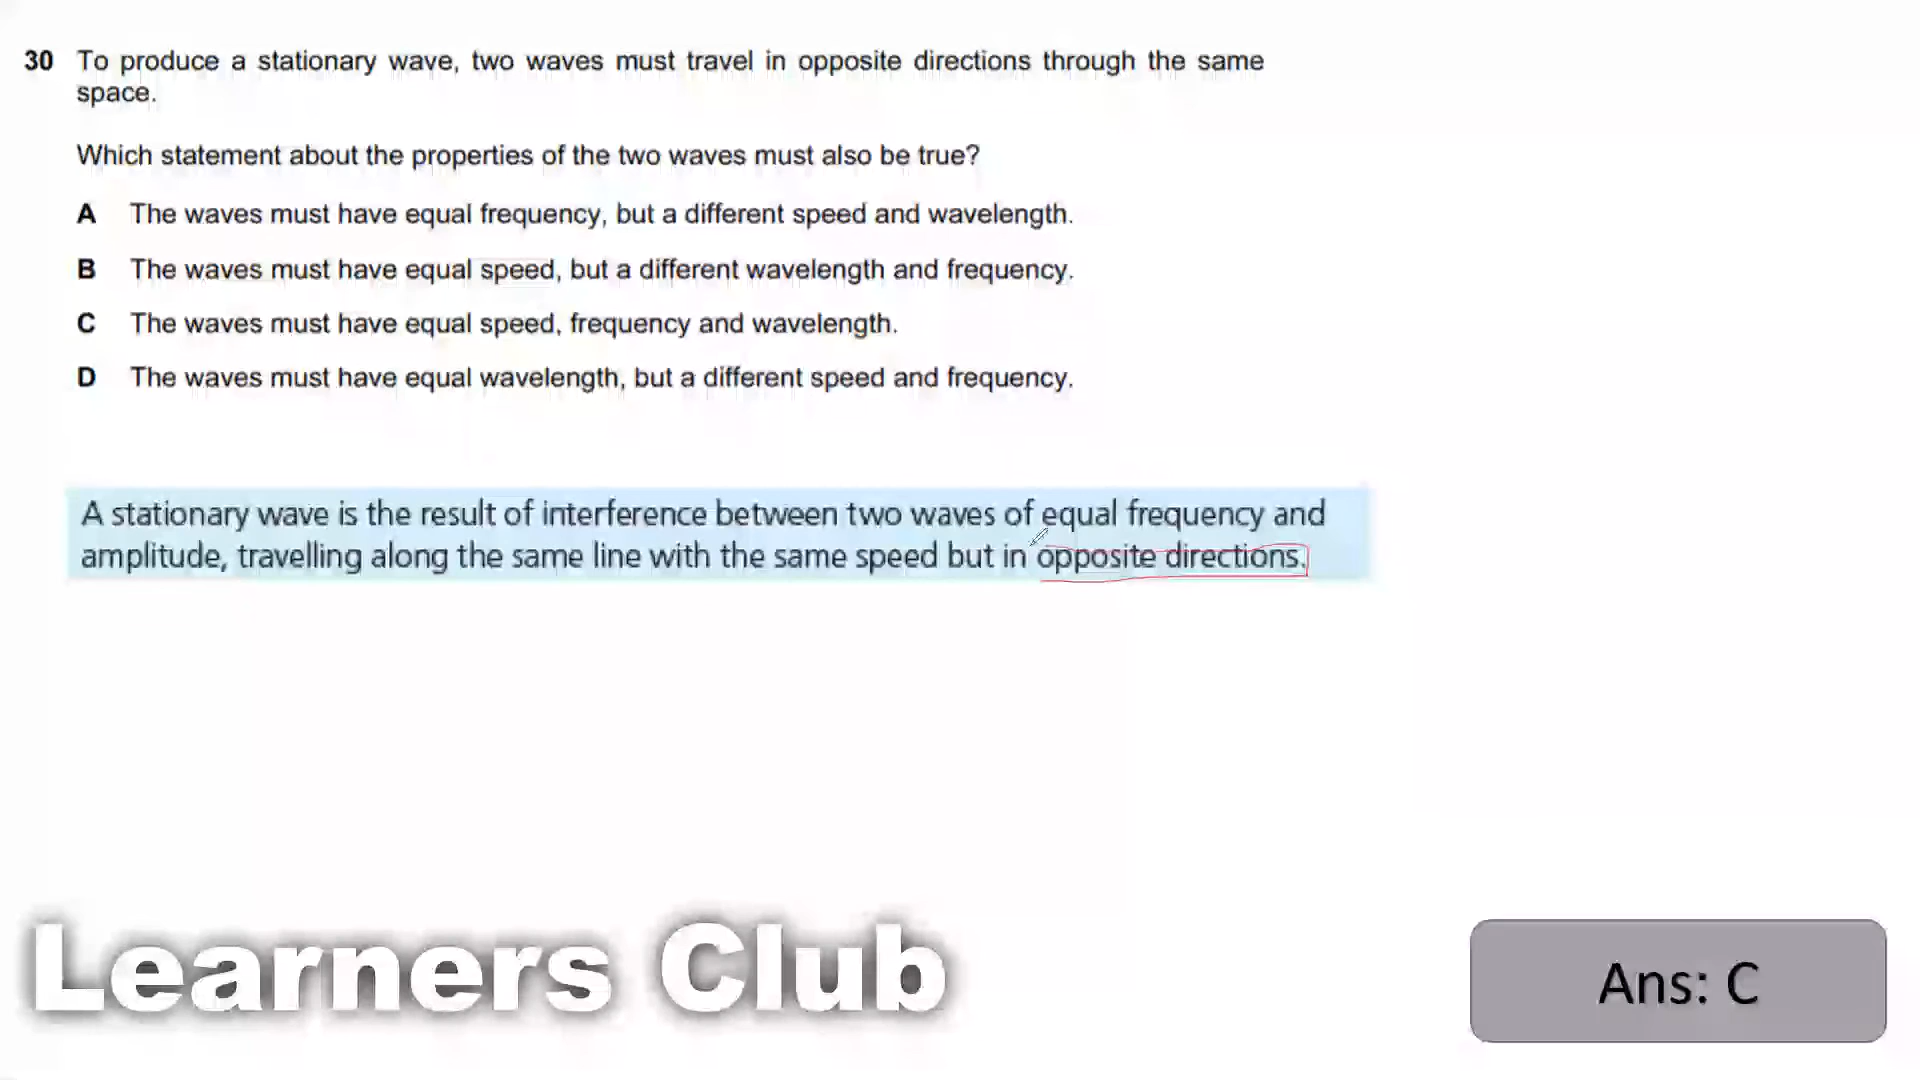 30 To produce a stationary wave, two waves must travel in opposite directions through the same
space.
Which statement about the properties of the two waves must also be true?
A The waves must have equal frequency, but a different speed and wavelength.
B The waves must have equal speed, but a different wavelength and frequency.
C The waves must have equal speed, frequency and wavelength.
D The waves must have equal wavelength, but a different speed and frequency.
A stationary wave is the result of interference between two waves of equal frequency and
amplitude, travelling along the same line with the same speed but in opposite directions.
Learners Club
Ans: C